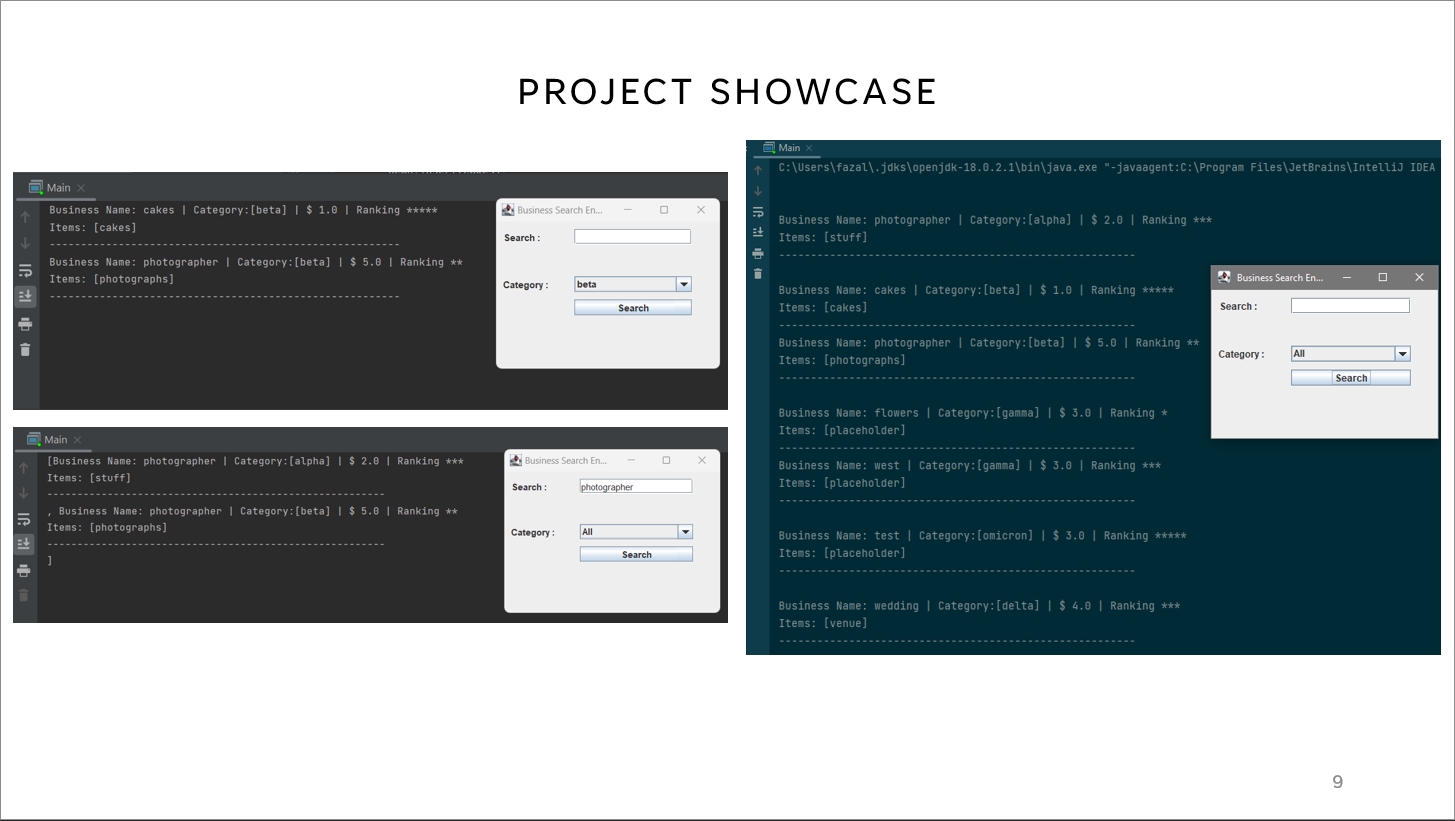 PROJECT SHOWCASE
Main
Business Name: cakes | Category:[beta] | $ 1.0 | Ranking *****
Items: [cakes]
-------------------------------------------------------
Business Name: photographer | Category:[beta] | $ 5.0 | Ranking **
Items: [photographs]
-------------------------------------------------------
Business Search En...
Search :
Category :
beta
Search
Main
[Business Name: photographer | Category:[alpha] | $ 2.0 | Ranking ***
Items: [stuff]
-------------------------------------------------------
, Business Name: photographer | Category:[beta] | $ 5.0 | Ranking **
Items: [photographs]
-------------------------------------------------------
]
Business Search En...
Search :
photographer
Category :
All
Search
Main
C:\Users\fazal\.jdks\openjdk-18.0.2.1\bin\java.exe "-javaagent:C:\Program Files\JetBrains\IntelliJ IDEA
Business Name: photographer | Category:[alpha] | $ 2.0 | Ranking ***
Items: [stuff]
-------------------------------------------------------
Business Name: cakes | Category:[beta] | $ 1.0 | Ranking *****
Items: [cakes]
-------------------------------------------------------
Business Name: photographer | Category:[beta] | $ 5.0 | Ranking **
Items: [photographs]
-------------------------------------------------------
Business Name: flowers | Category:[gamma] | $ 3.0 | Ranking *
Items: [placeholder]
-------------------------------------------------------
Business Name: west | Category:[gamma] | $ 3.0 | Ranking ***
Items: [placeholder]
-------------------------------------------------------
Business Name: test | Category:[omicron] | $ 3.0 | Ranking *****
Items: [placeholder]
-------------------------------------------------------
Business Name: wedding | Category:[delta] | $ 4.0 | Ranking ***
Items: [venue]
-------------------------------------------------------
Business Search En...
Search :
Category :
All
Search
9